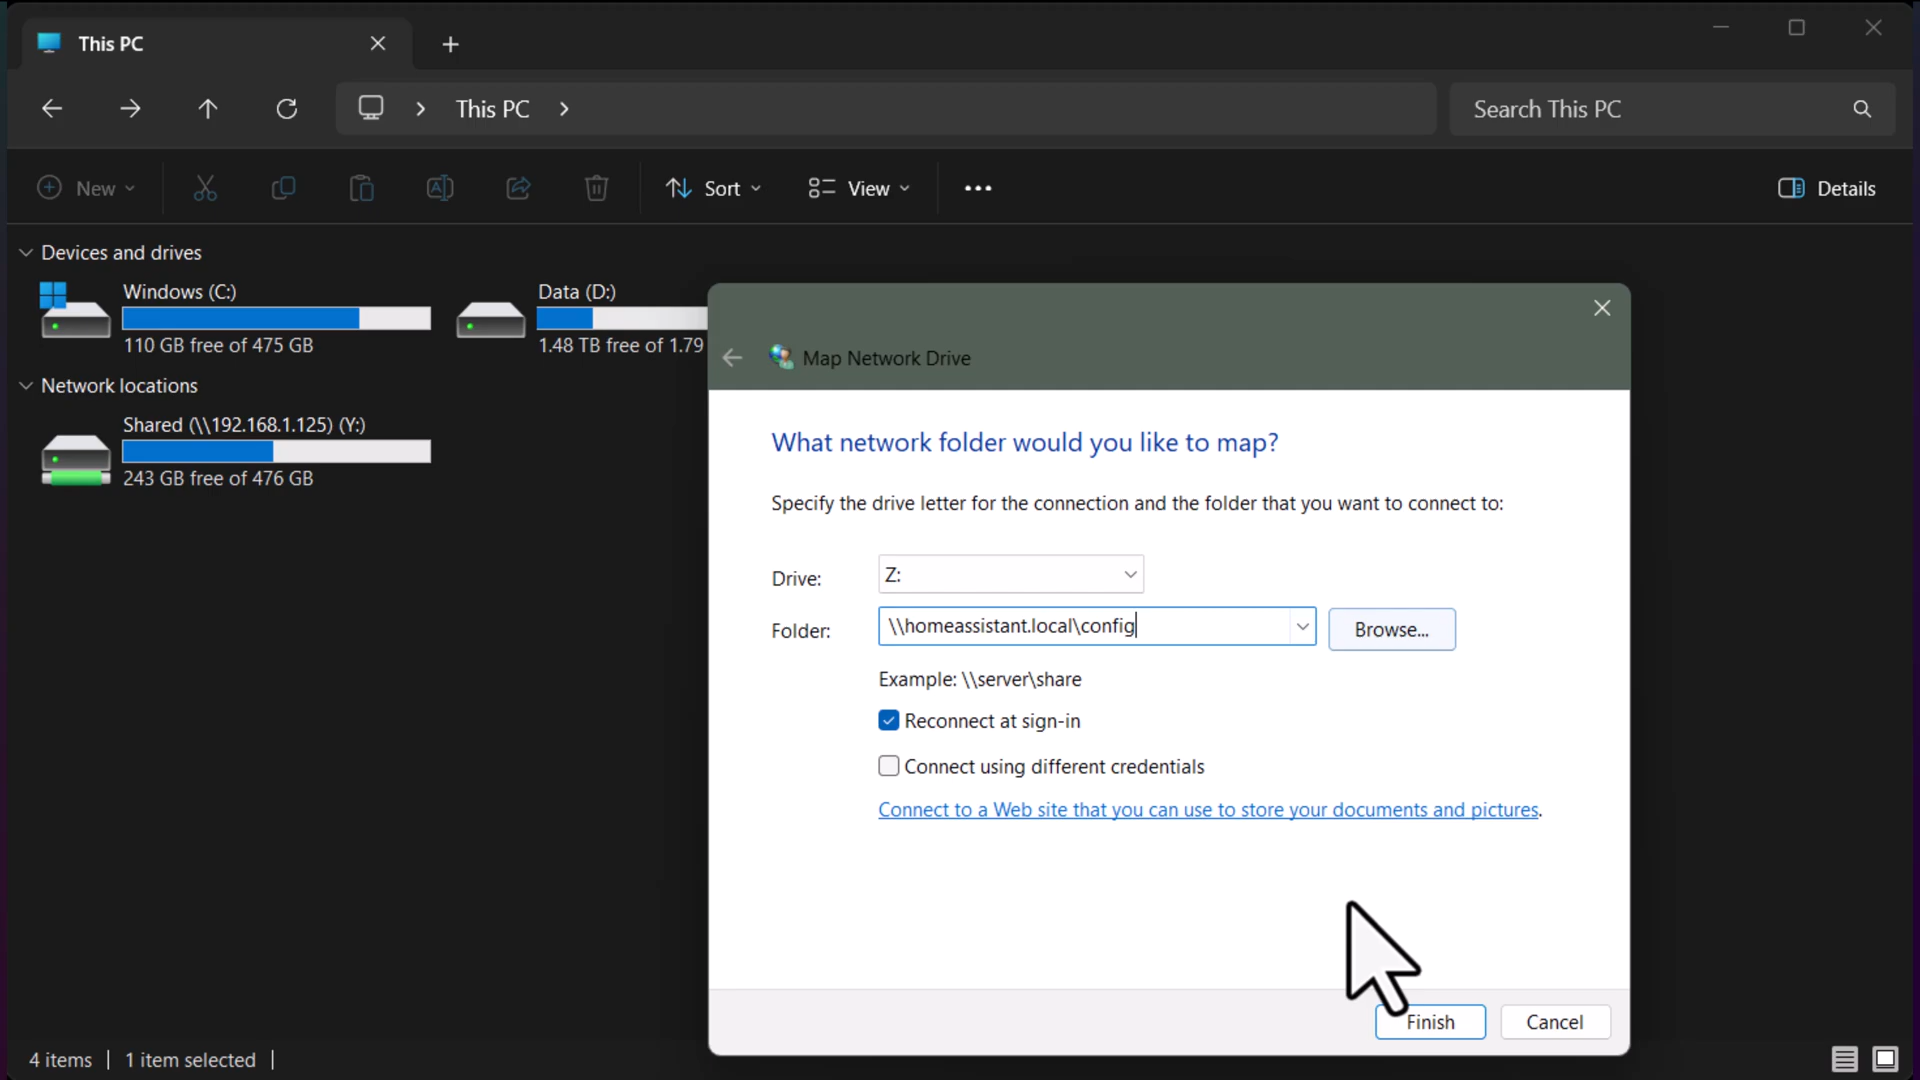 This PC
This PC
Search This PC
New
Sort
View
Details
Devices and drives
Windows (C:)
110 GB free of 475 GB
Data (D:)
1.48 TB free of 1.79
Network locations
Shared (\\192.168.1.125) (Y:)
243 GB free of 476 GB
Map Network Drive
What network folder would you like to map?
Specify the drive letter for the connection and the folder that you want to connect to:
Drive:
Z:
Folder:
\\homeassistant.local\config
Browse...
Example: \\server\share
Reconnect at sign-in
Connect using different credentials
Connect to a Web site that you can use to store your documents and pictures.
Finish
Cancel
4 items
1 item selected